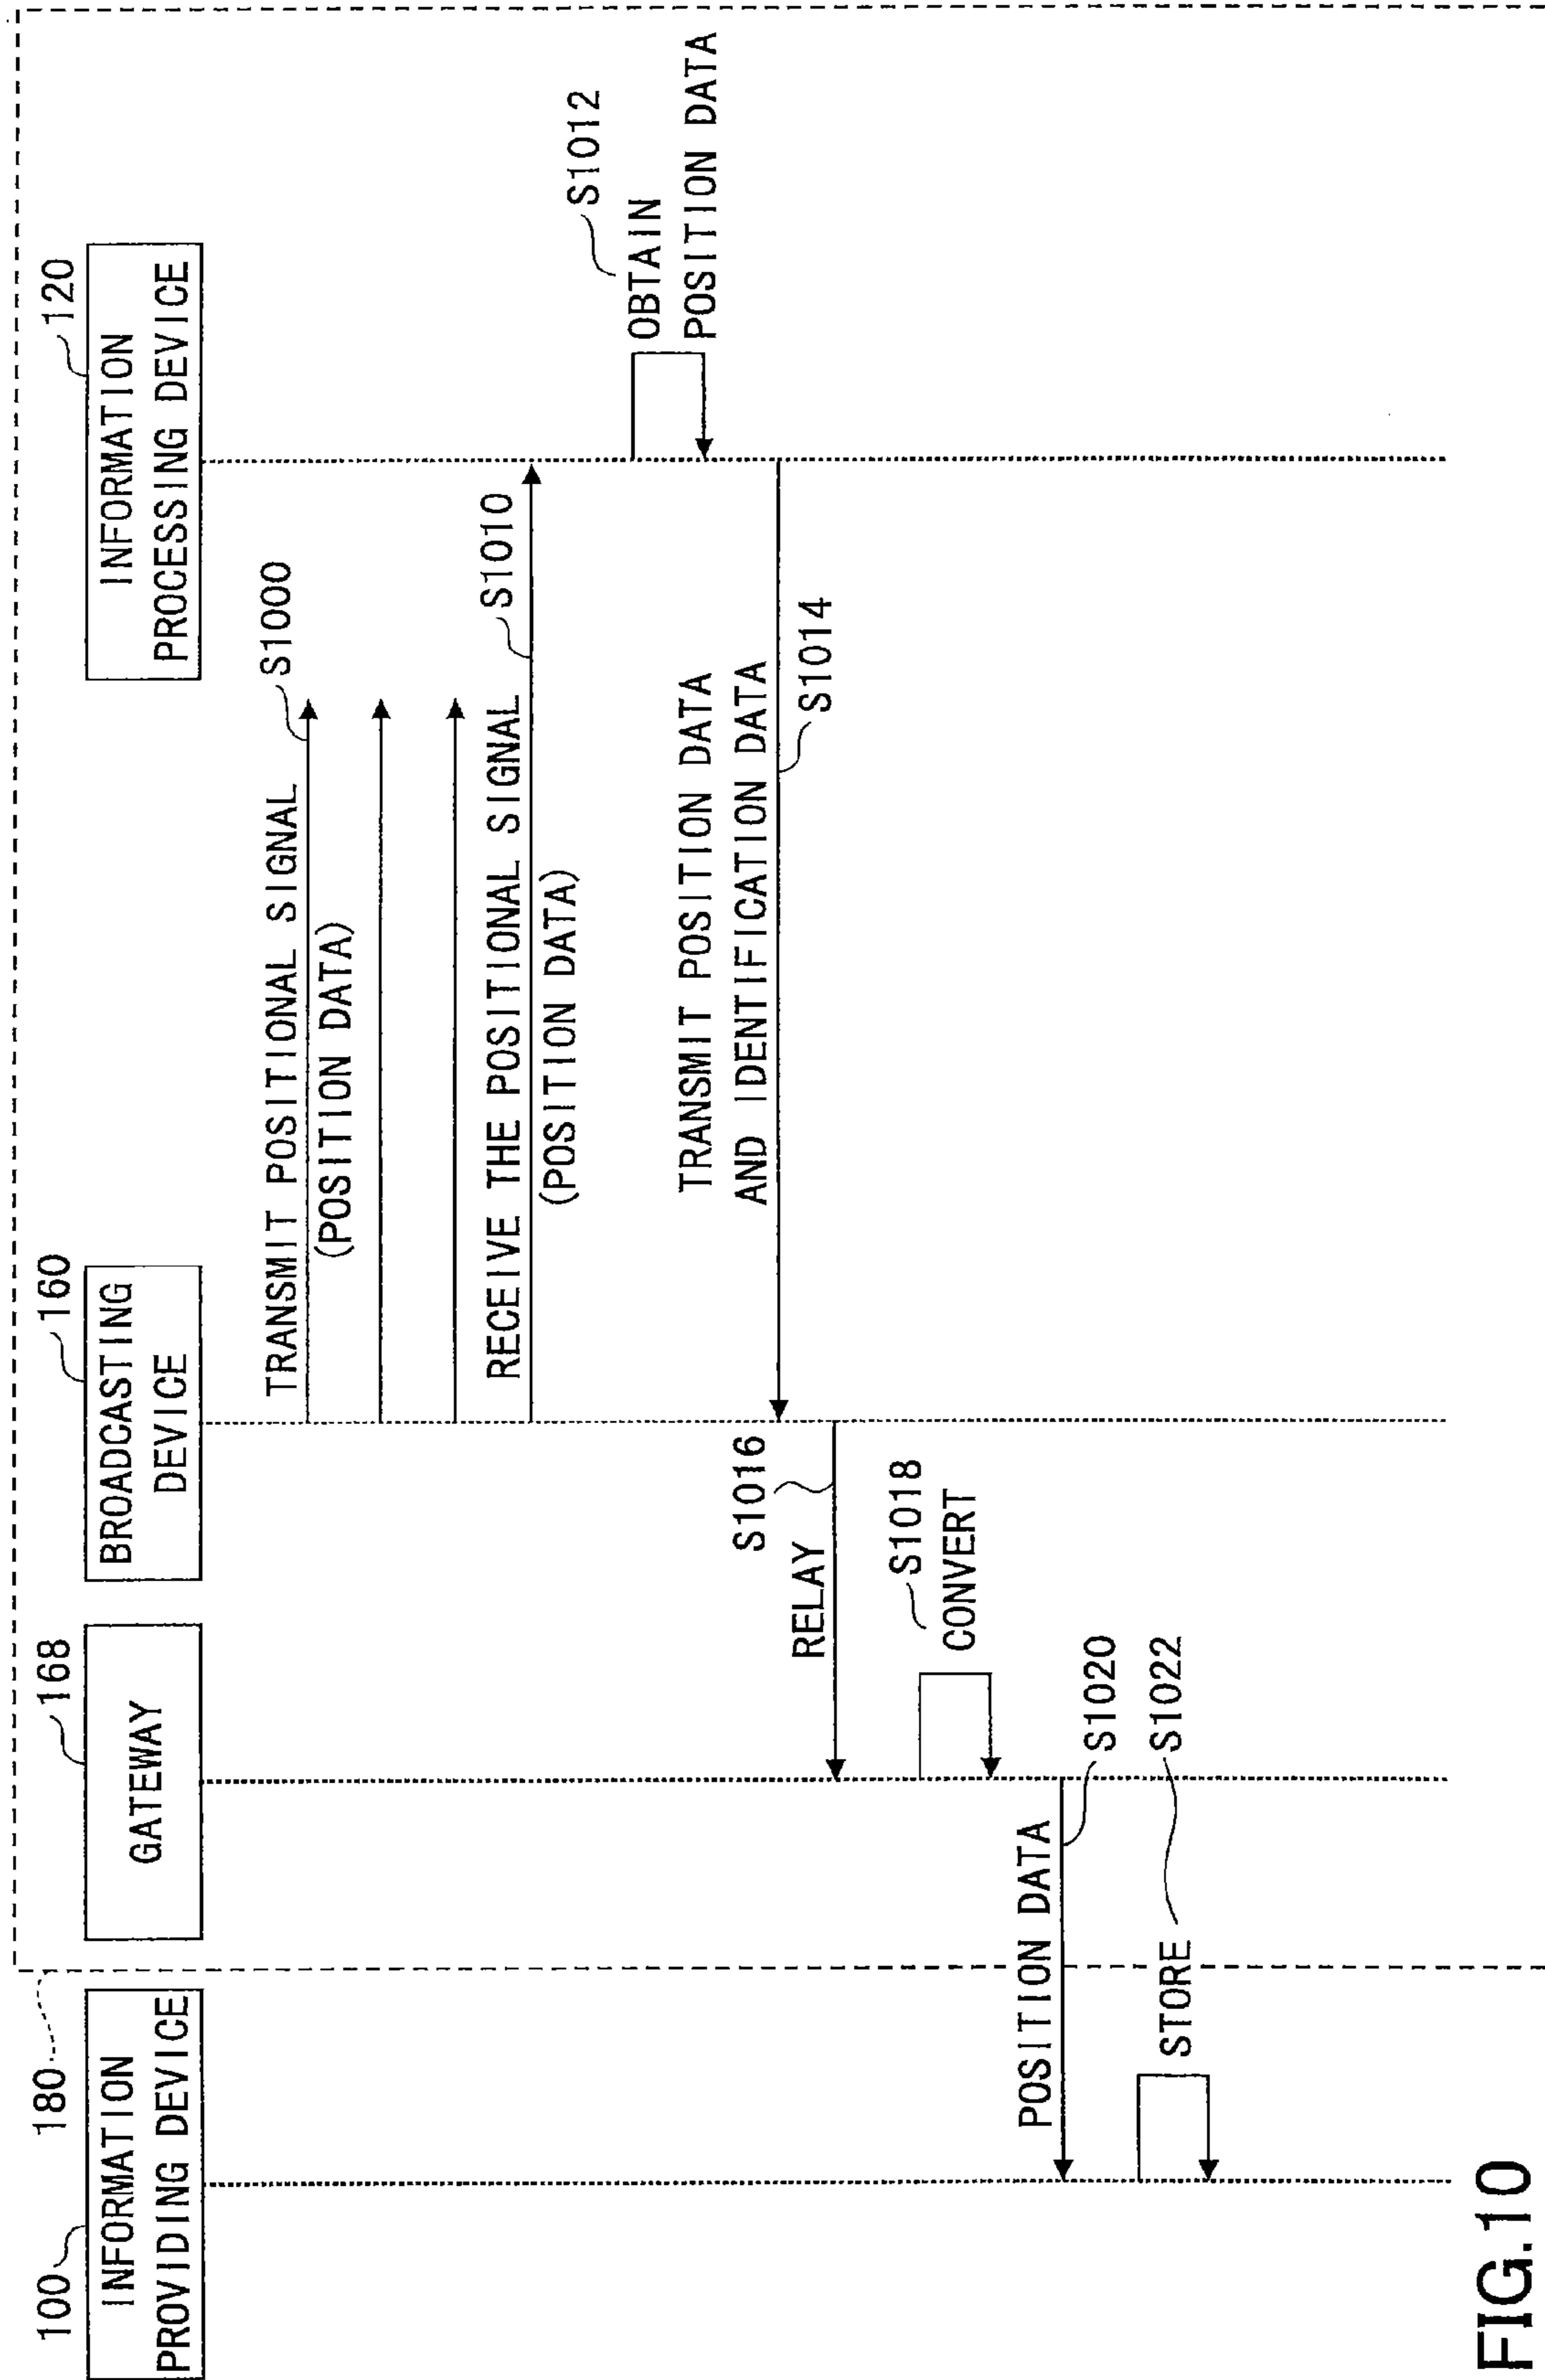 180
100
INFORMATION
PROVIDING DEVICE
168
GATEWAY
160
BROADCASTING
DEVICE
120
INFORMATION
PROCESSING DEVICE
TRANSMIT POSITIONAL SIGNAL
(POSITION DATA)
S1000
RECEIVE THE POSITIONAL SIGNAL
(POSITION DATA)
S1010
S1012
OBTAIN
POSITION DATA
TRANSMIT POSITION DATA
AND IDENTIFICATION DATA
S1014
S1016
RELAY
S1018
CONVERT
POSITION DATA
S1020
STORE
S1022
FIG.10